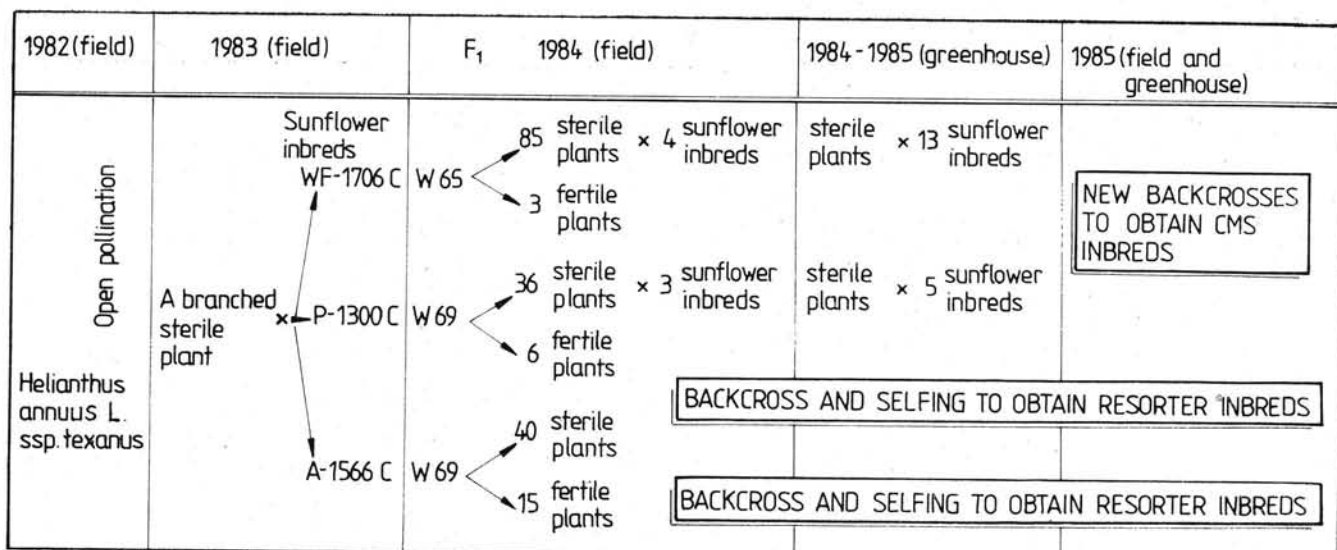 1982(field)
1983 (field)
F₁ 1984 (field)
1984-1985 (greenhouse)
1985 (field and
greenhouse)
Open pollination
Helianthus
annuus L.
ssp. texanus
A branched
sterile
plant
×
Sunflower
inbreds
WF-1706 C
P-1300 C
A-1566 C
W 65
85 sterile
plants
× 4 sunflower
inbreds
3 fertile
plants
W 69
36 sterile
plants
× 3 sunflower
inbreds
6 fertile
plants
W 69
40 sterile
plants
15 fertile
plants
sterile
plants
× 13 sunflower
inbreds
sterile
plants
× 5 sunflower
inbreds
NEW BACKCROSSES
TO OBTAIN CMS
INBREDS
BACKCROSS AND SELFING TO OBTAIN RESORTER INBREDS
BACKCROSS AND SELFING TO OBTAIN RESORTER INBREDS